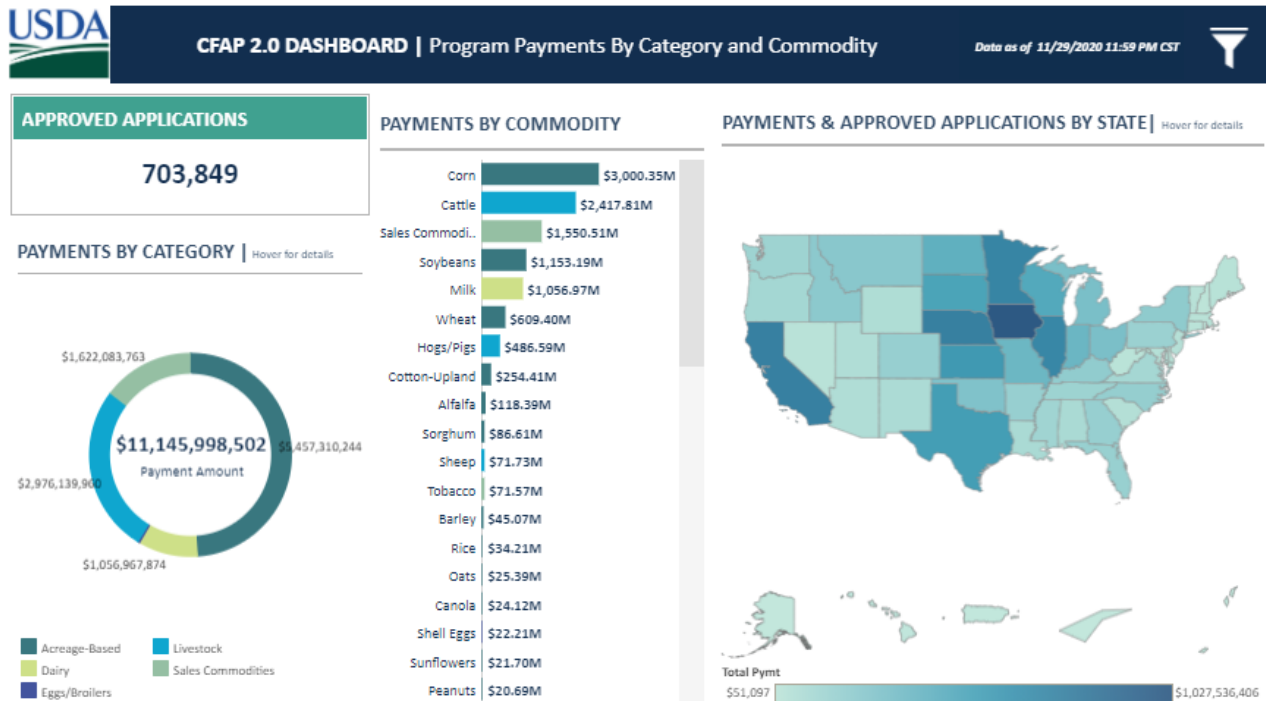 USDA
CFAP 2.0 DASHBOARD | Program Payments By Category and Commodity
Data as of 11/29/2020 11:59 PM CST
APPROVED APPLICATIONS
703,849
PAYMENTS BY CATEGORY | Hover for details
$1,622,083,763
$11,145,998,502
Payment Amount
$5,457,310,244
$2,976,139,960
$1,056,967,874
Acreage-Based
Livestock
Dairy
Sales Commodities
Eggs/Broilers
PAYMENTS BY COMMODITY
Corn $3,000.35M
Cattle $2,417.81M
Sales Commodi.. $1,550.51M
Soybeans $1,153.19M
Milk $1,056.97M
Wheat $609.40M
Hogs/Pigs $486.59M
Cotton-Upland $254.41M
Alfalfa $118.39M
Sorghum $86.61M
Sheep $71.73M
Tobacco $71.57M
Barley $45.07M
Rice $34.21M
Oats $25.39M
Canola $24.12M
Shell Eggs $22.21M
Sunflowers $21.70M
Peanuts $20.69M
PAYMENTS & APPROVED APPLICATIONS BY STATE| Hover for details
Total Pymt
$51,097 $1,027,536,406